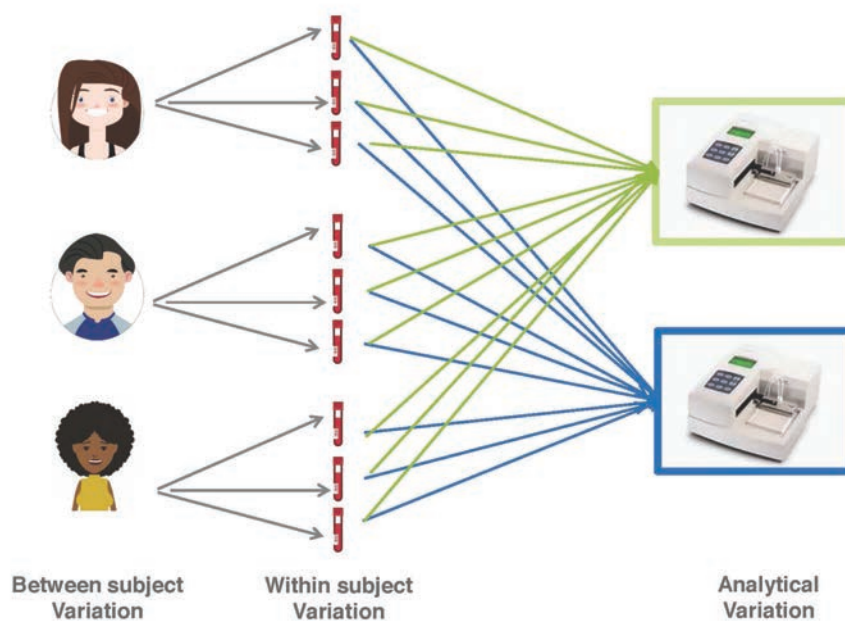 Between subject
Variation
Within subject
Variation
Analytical
Variation